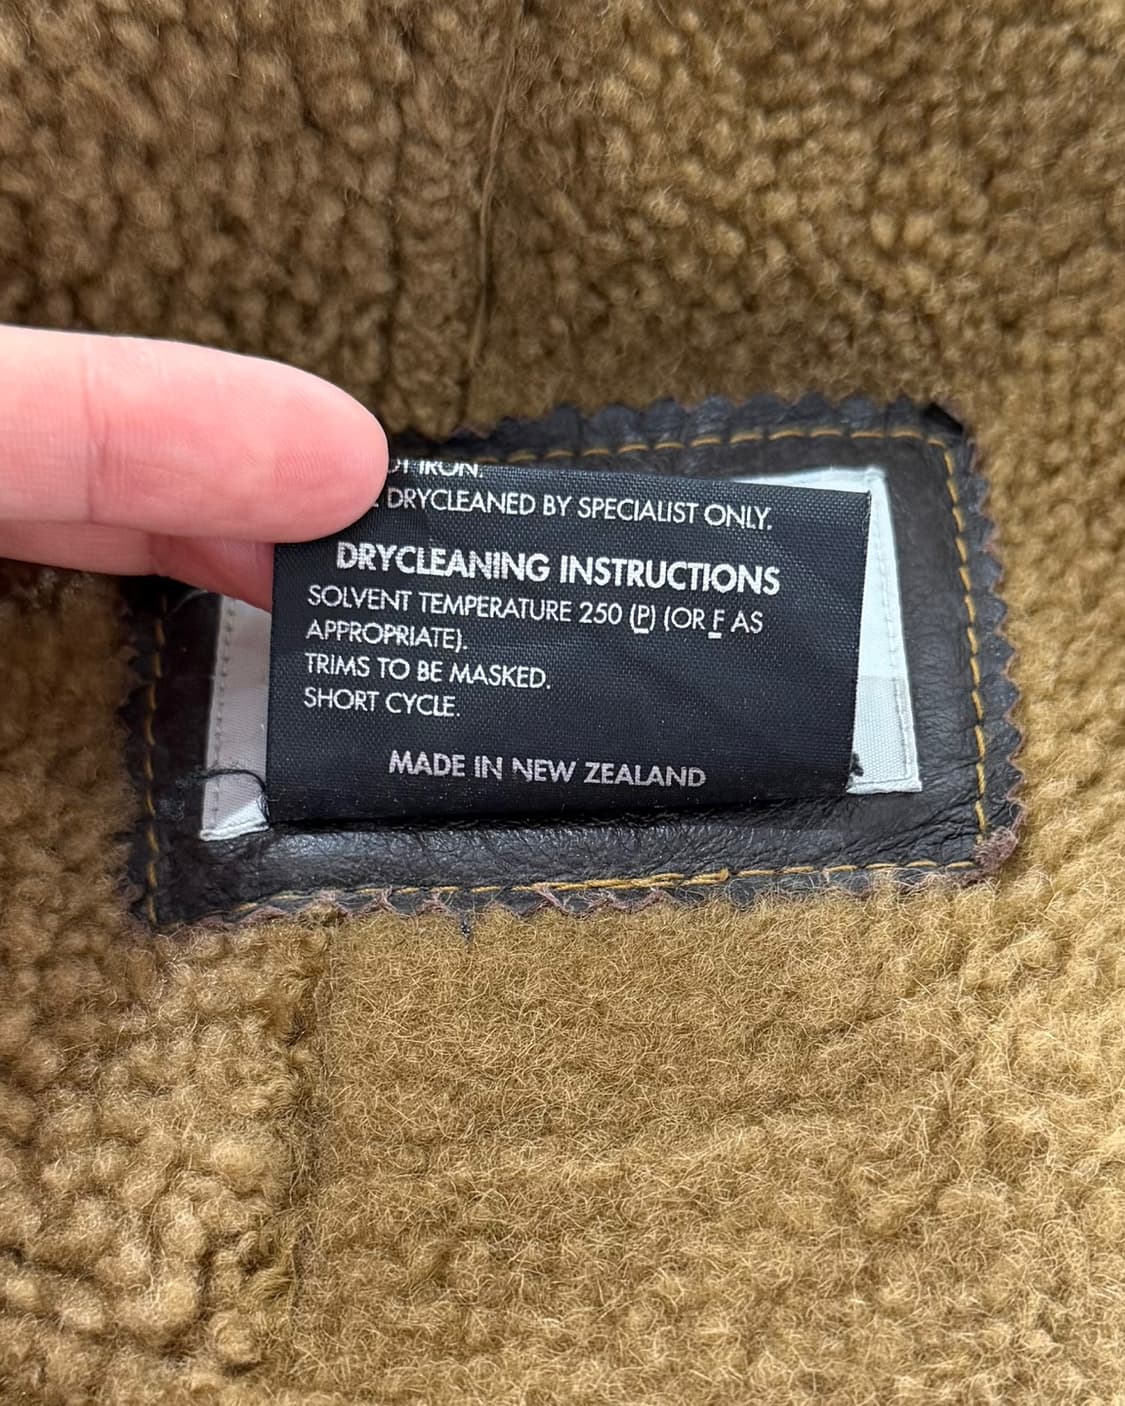 IRON.
DRYCLEANED BY SPECIALIST ONLY.
DRYCLEANING INSTRUCTIONS
SOLVENT TEMPERATURE 250 (P) (OR F AS
APPROPRIATE).
TRIMS TO BE MASKED.
SHORT CYCLE.
MADE IN NEW ZEALAND